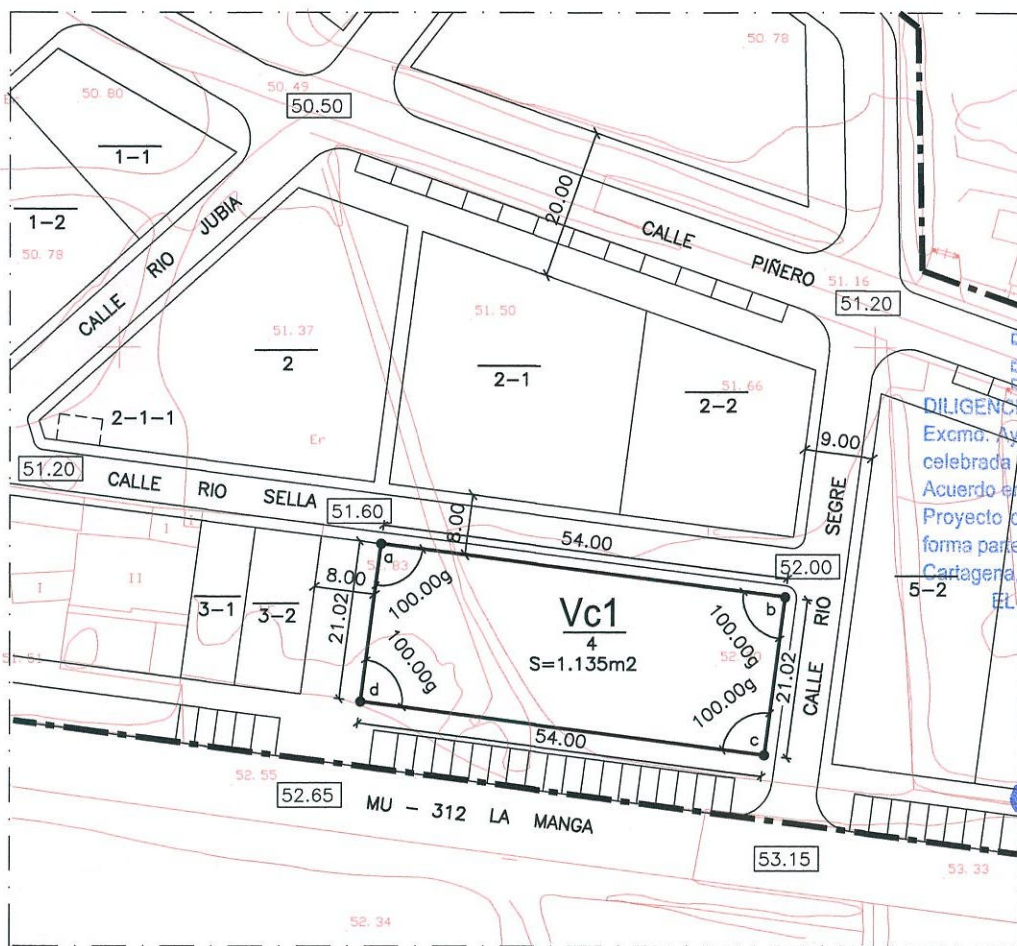 50. 78
50. 80
50. 49
50.50
1-1
1-2
50. 78
20.00
CALLE RIO JUBIA
CALLE PIÑERO
51. 16
51.20
51. 50
51. 37
2
2-1
51. 66
2-2
2-1-1
Er
9.00
DILIGENC
Excmo. Ay
celebrada
Acuerdo e
Proyecto
forma parte
Cartagena
EL
51.20
CALLE RIO SELLA
51.60
8.00
54.00
52.00
CALLE RIO SEGRE
5-2
I
I
II
3-1
3-2
8.00
21.02
a
100.00g
b
100.00g
Vc1
4
S=1.135m2
21.02
d
100.00g
c
100.00g
54.00
51. 51
52. 55
52.65
MU - 312 LA MANGA
53.15
53. 33
52. 34